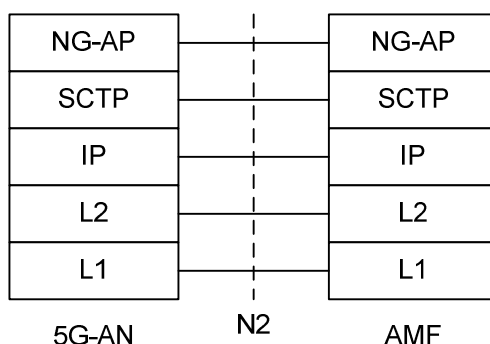 NG-AP NG-AP
SCTP SCTP
IP IP
L2 L2
L1 L1
5G-AN N2 AMF